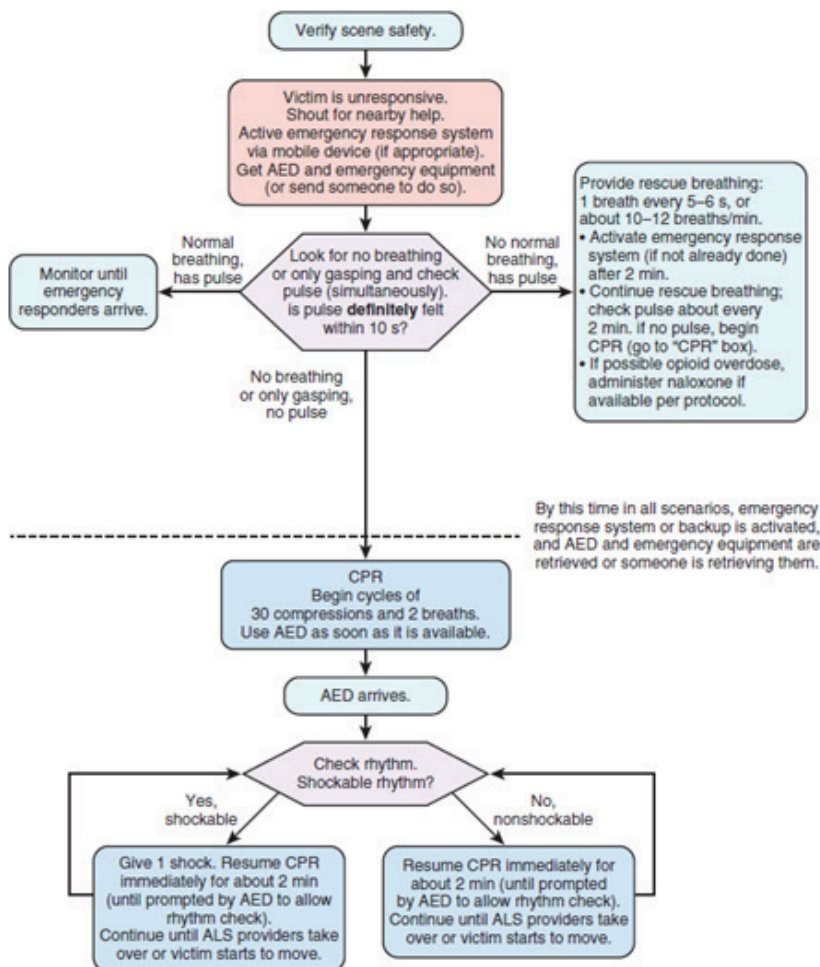 Verify scene safety.
Victim is unresponsive.
Shout for nearby help.
Active emergency response system
via mobile device (if appropriate).
Get AED and emergency equipment
(or send someone to do so).
Normal
breathing,
has pulse
Monitor until
emergency
responders arrive.
Look for no breathing
or only gasping and check
pulse (simultaneously).
is pulse definitely felt
within 10 s?
No normal
breathing,
has pulse
Provide rescue breathing:
1 breath every 5–6 s, or
about 10–12 breaths/min.
• Activate emergency response
system (if not already done)
after 2 min.
• Continue rescue breathing;
check pulse about every
2 min. if no pulse, begin
CPR (go to “CPR” box).
• If possible opioid overdose,
administer naloxone if
available per protocol.
No breathing
or only gasping,
no pulse
By this time in all scenarios, emergency
response system or backup is activated,
and AED and emergency equipment are
retrieved or someone is retrieving them.
CPR
Begin cycles of
30 compressions and 2 breaths.
Use AED as soon as it is available.
AED arrives.
Check rhythm.
Shockable rhythm?
Yes,
shockable
No,
nonshockable
Give 1 shock. Resume CPR
immediately for about 2 min
(until prompted by AED to allow
rhythm check).
Continue until ALS providers take
over or victim starts to move.
Resume CPR immediately for
about 2 min (until prompted
by AED to allow rhythm check).
Continue until ALS providers take
over or victim starts to move.